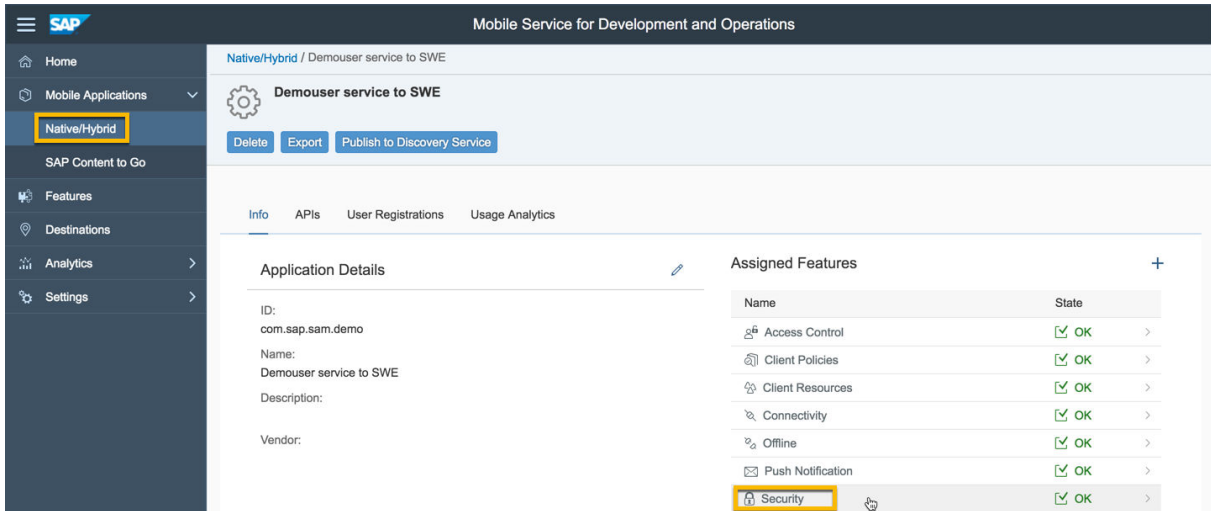 SAP
Mobile Service for Development and Operations
Home
Mobile Applications
Native/Hybrid
SAP Content to Go
Features
Destinations
Analytics
Settings
Native/Hybrid / Demouser service to SWE
Demouser service to SWE
Delete Export Publish to Discovery Service
Info APIs User Registrations Usage Analytics
Application Details
ID:
com.sap.sam.demo
Name:
Demouser service to SWE
Description:
Vendor:
Assigned Features
Name State
Access Control OK
Client Policies OK
Client Resources OK
Connectivity OK
Offline OK
Push Notification OK
Security OK